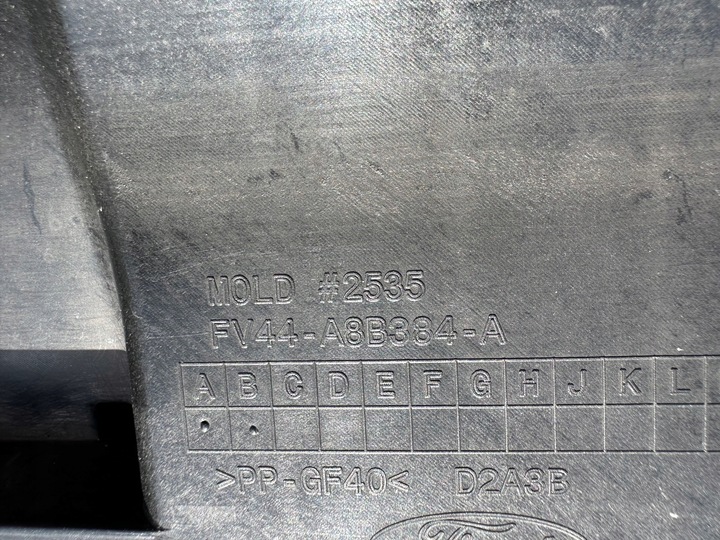 MOLD #2535
FV44-A8B384-A
A B C D E F G H J K L
>PP-GF40< D2A3B